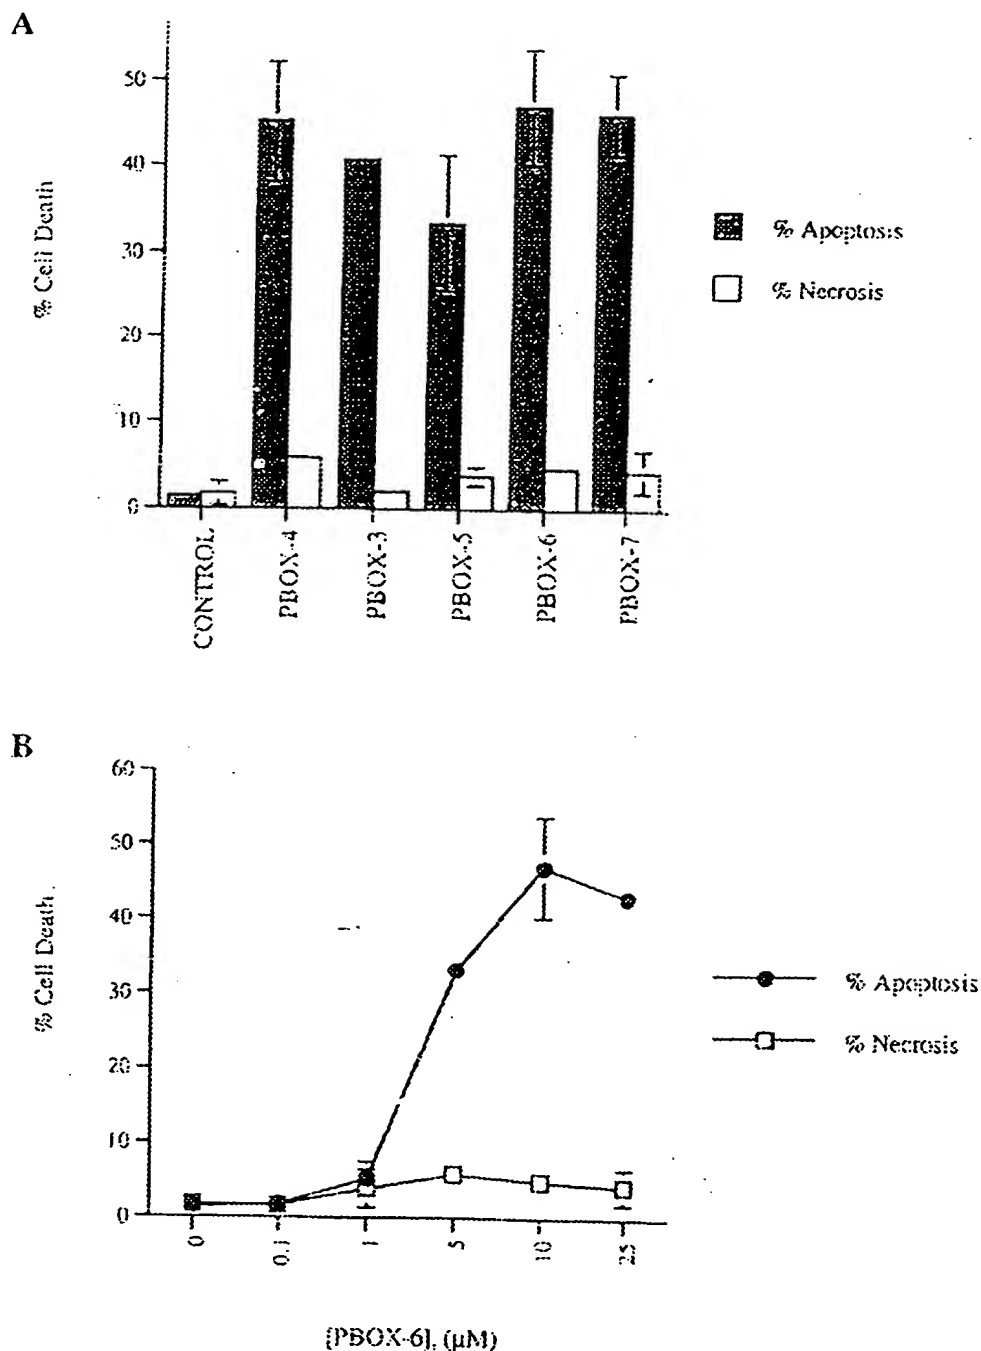 A
50
40
30
20
10
0
% Cell Death
% Apoptosis
% Necrosis
CONTROL
PBOX-4
PBOX-3
PBOX-5
PBOX-6
PBOX-7
B
60
50
40
30
20
10
0
% Cell Death
% Apoptosis
% Necrosis
0
0.1
1
5
10
25
[PBOX-6], (µM)